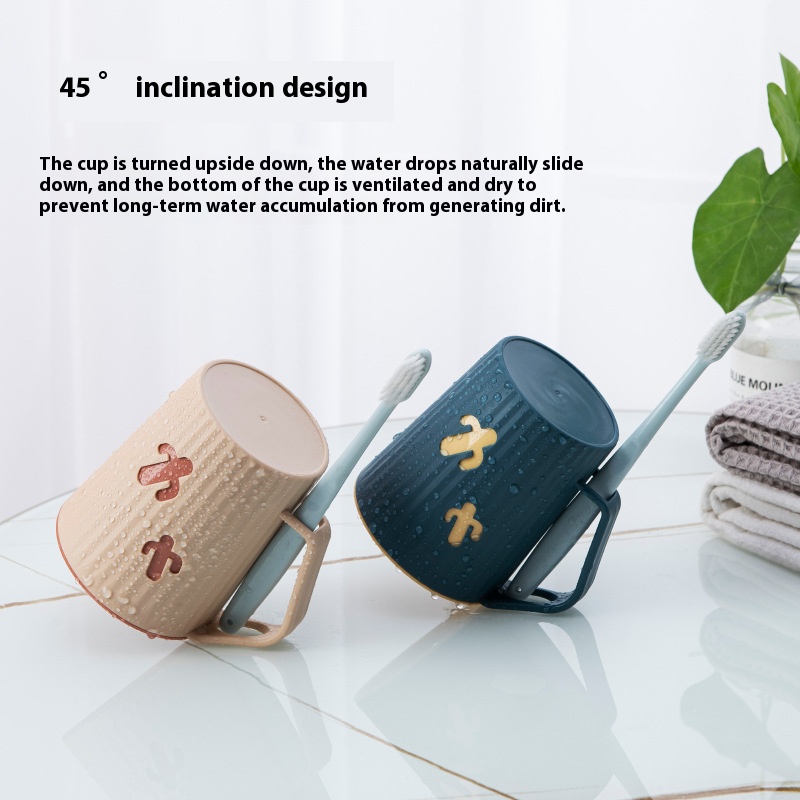 45 ° inclination design
The cup is turned upside down, the water drops naturally slide
down, and the bottom of the cup is ventilated and dry to
prevent long-term water accumulation from generating dirt.
BLUE